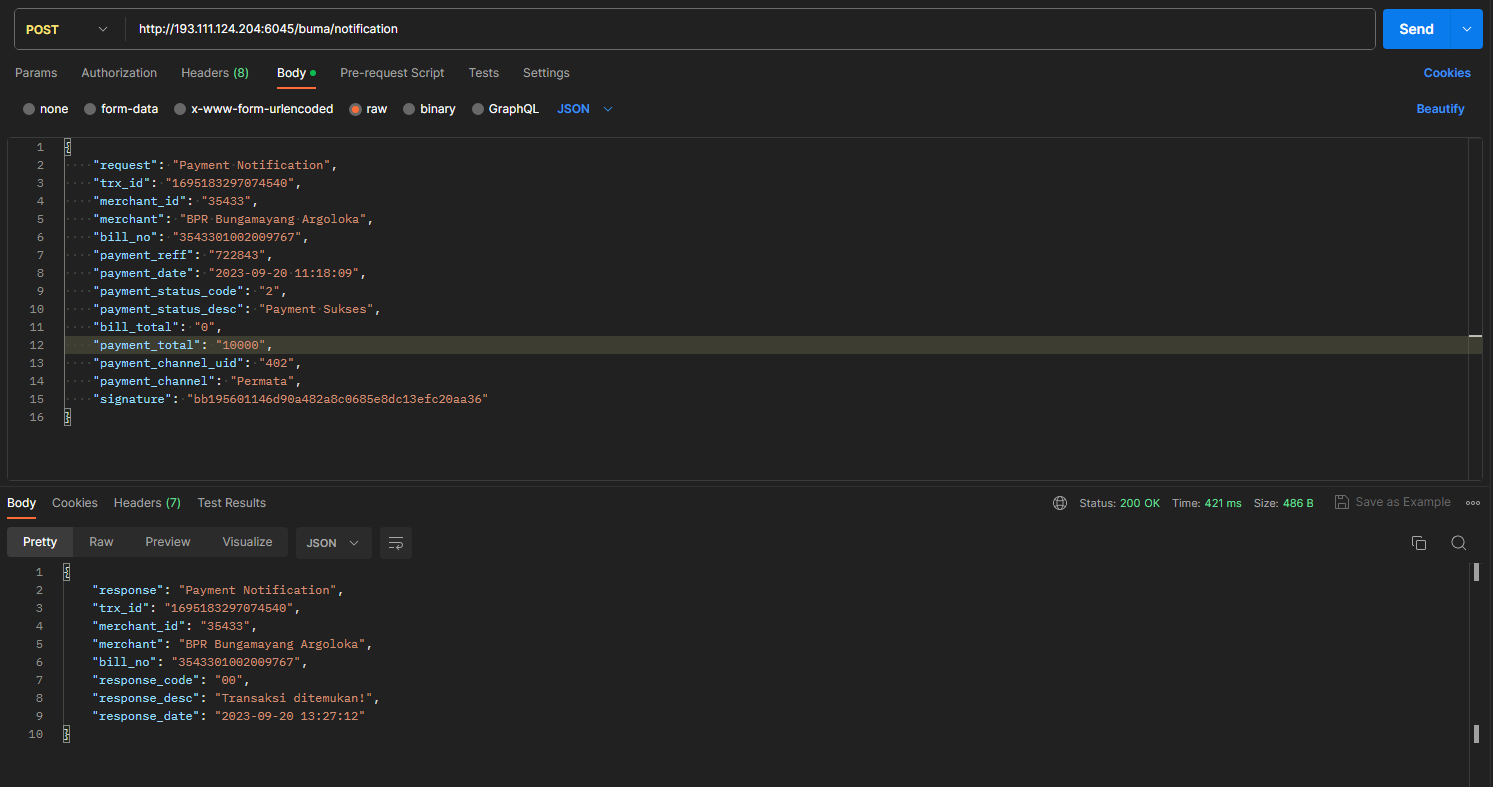 POST http://193.111.124.204:6045/buma/notification Send
Params Authorization Headers (8) Body Pre-request Script Tests Settings Cookies
none form-data x-www-form-urlencoded raw binary GraphQL JSON Beautify
1 {
2 "request": "Payment Notification",
3 "trx_id": "1695183297074540",
4 "merchant_id": "35433",
5 "merchant": "BPR Bungamayang Argoloka",
6 "bill_no": "3543301002009767",
7 "payment_reff": "722843",
8 "payment_date": "2023-09-20 11:18:09",
9 "payment_status_code": "2",
10 "payment_status_desc": "Payment Sukses",
11 "bill_total": "0",
12 "payment_total": "10000",
13 "payment_channel_uid": "402",
14 "payment_channel": "Permata",
15 "signature": "bb195601146d90a482a8c0685e8dc13efc20aa36"
16 }
Body Cookies Headers (7) Test Results Status: 200 OK Time: 421 ms Size: 486 B Save as Example
Pretty Raw Preview Visualize JSON
1 {
2 "response": "Payment Notification",
3 "trx_id": "1695183297074540",
4 "merchant_id": "35433",
5 "merchant": "BPR Bungamayang Argoloka",
6 "bill_no": "3543301002009767",
7 "response_code": "00",
8 "response_desc": "Transaksi ditemukan!",
9 "response_date": "2023-09-20 13:27:12"
10 }